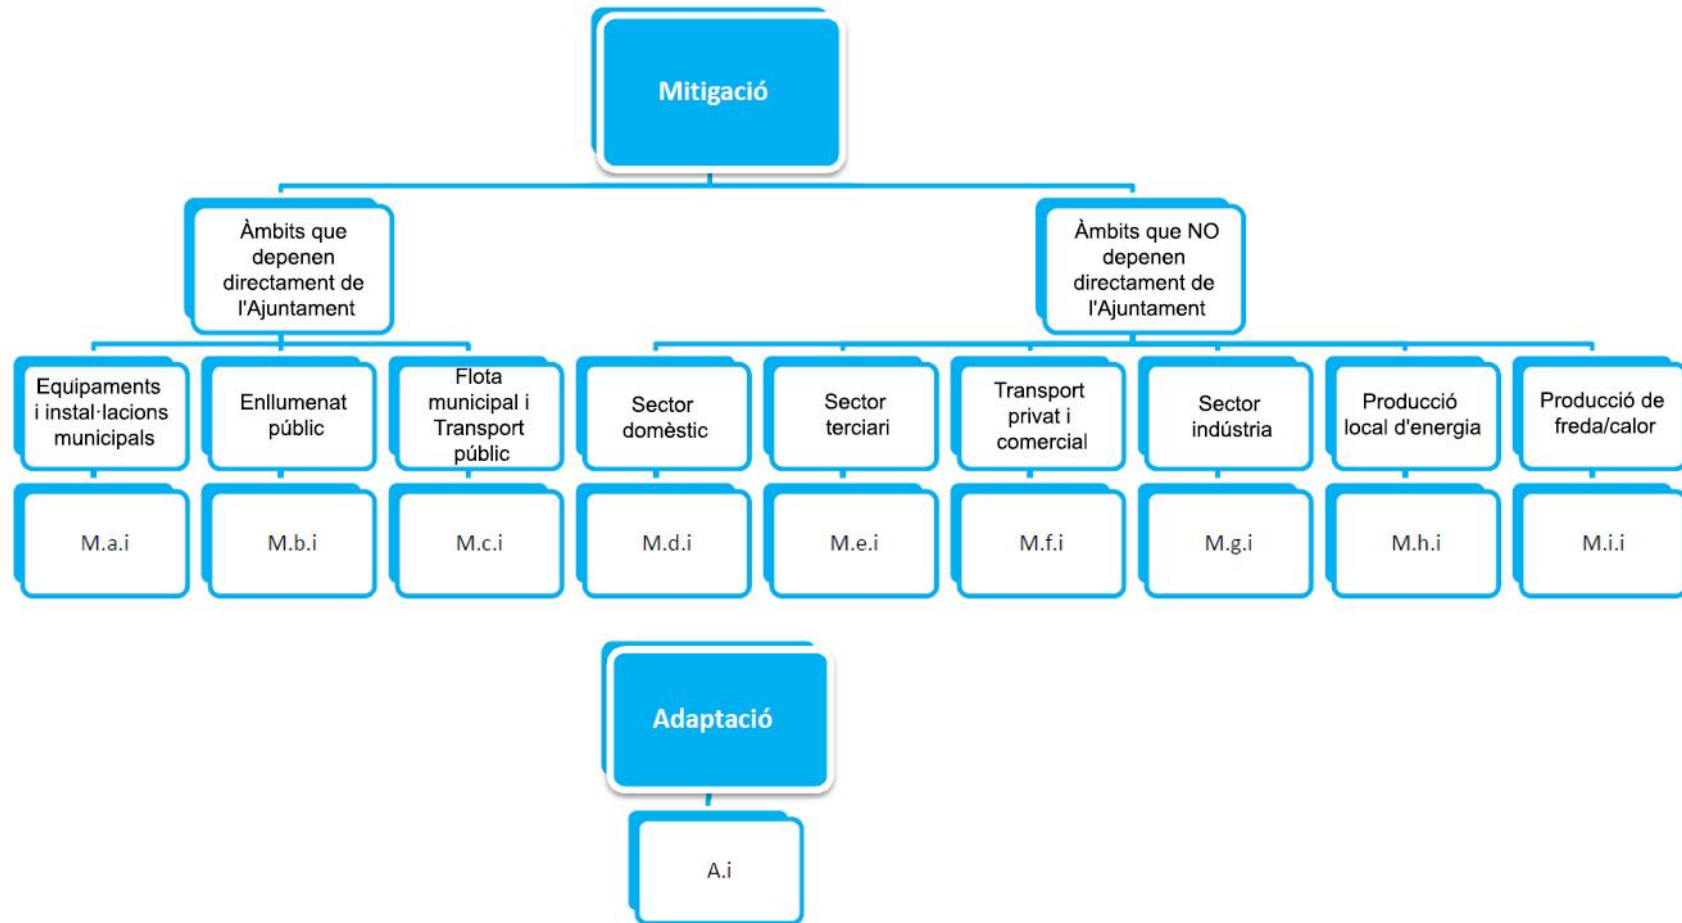 Mitigació
Àmbits que
depenen
directament de
l'Ajuntament
Àmbits que NO
depenen
directament de
l'Ajuntament
Equipaments
i instal·lacions
municipals
Enllumenat
públic
Flota
municipal i
Transport
públic
Sector
domèstic
Sector
terciari
Transport
privat i
comercial
Sector
indústria
Producció
local d'energia
Producció de
freda/calor
M.a.i
M.b.i
M.c.i
M.d.i
M.e.i
M.f.i
M.g.i
M.h.i
M.i.i
Adaptació
A.i